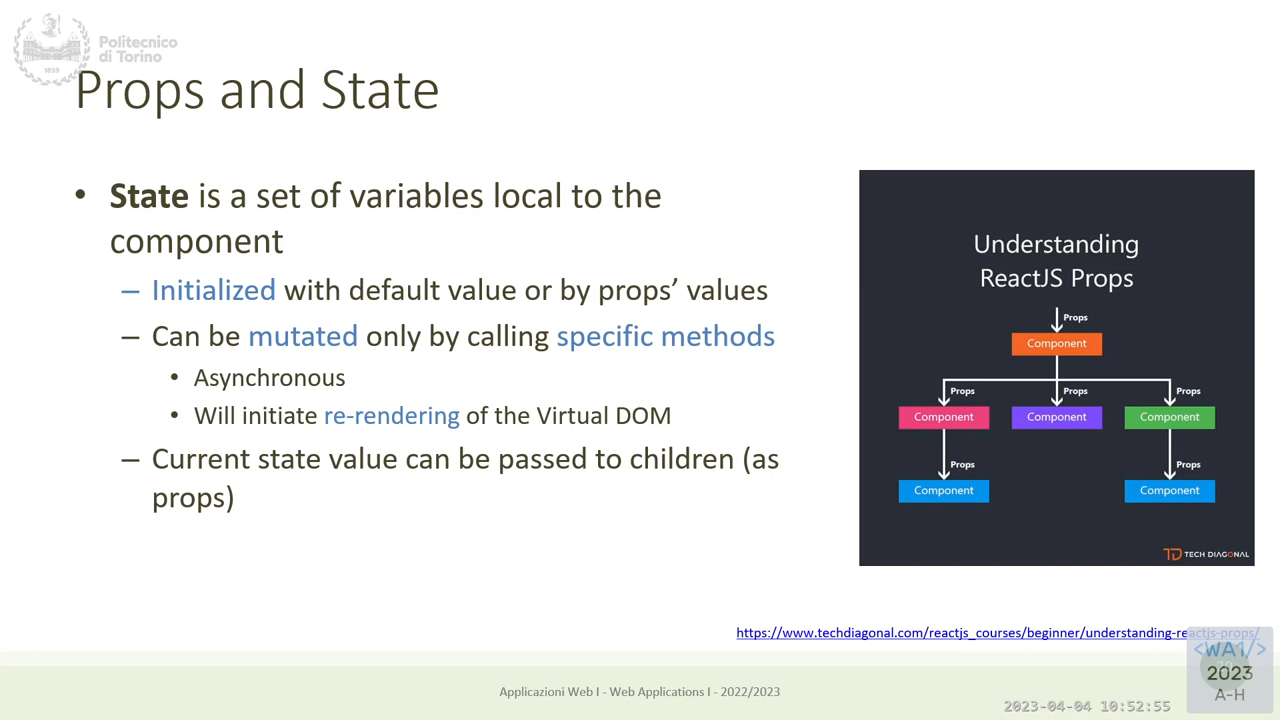 Politecnico
di Torino
1859
Props and State
• State is a set of variables local to the
component
– Initialized with default value or by props’ values
– Can be mutated only by calling specific methods
• Asynchronous
• Will initiate re-rendering of the Virtual DOM
– Current state value can be passed to children (as
props)
Understanding
ReactJS Props
Props
Component
Props Props Props
Component Component Component
Props Props
Component Component
TD TECH DIAGONAL
https://www.techdiagonal.com/reactjs_courses/beginner/understanding-reactjs-props/
Applicazioni Web I - Web Applications I - 2022/2023
2023-04-04 10:52:55
<WA1/>
2023
A-H